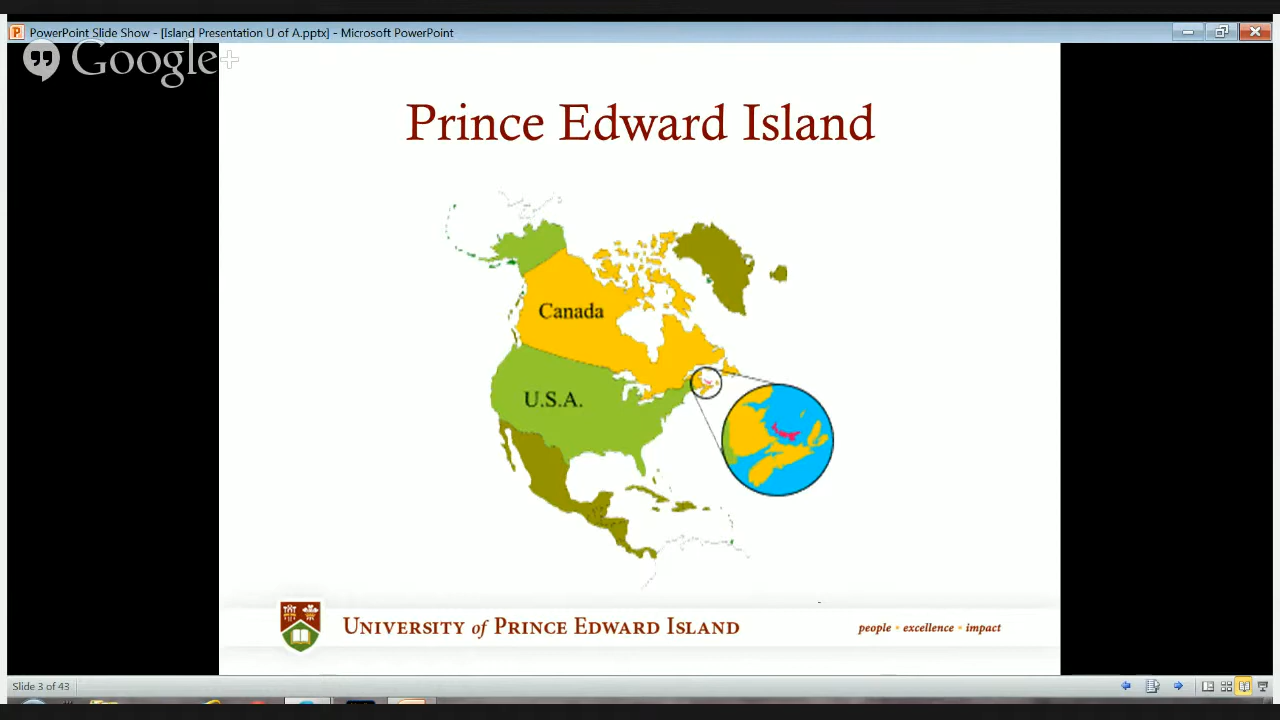 PowerPoint Slide Show - [Island Presentation U of A.pptx] - Microsoft PowerPoint
Google+
Prince Edward Island
Canada
U.S.A.
UNIVERSITY of PRINCE EDWARD ISLAND
people • excellence • impact
Slide 3 of 43